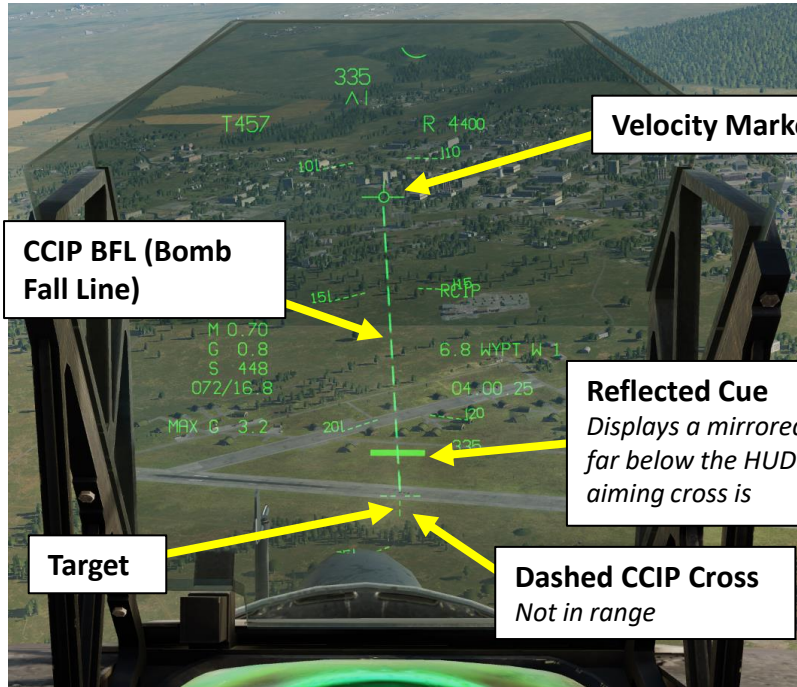 335
T457
R 4400
Velocity Marke
10
10
CCIP BFL (Bomb
Fall Line)
15
15
RCIP
M 0.70
G 0.8
S 448
072/16.8
6.8 WYPT W 1
04.00.25
MAX G 3.2
20
20
335
Reflected Cue
Displays a mirrored
far below the HUD
aiming cross is
Target
Dashed CCIP Cross
Not in range